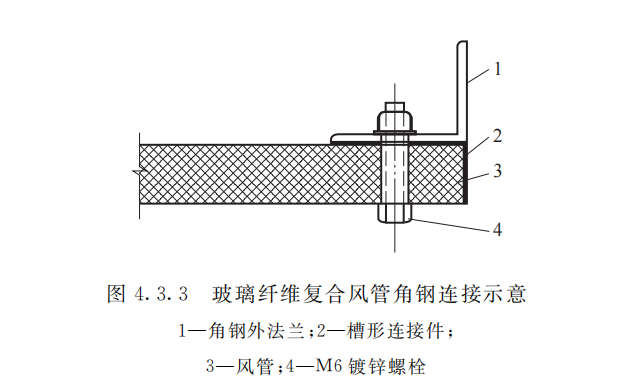 1
2
3
4
图 4.3.3 玻璃纤维复合风管角钢连接示意
1—角钢外法兰;2—槽形连接件;
3—风管;4—M6 镀锌螺栓